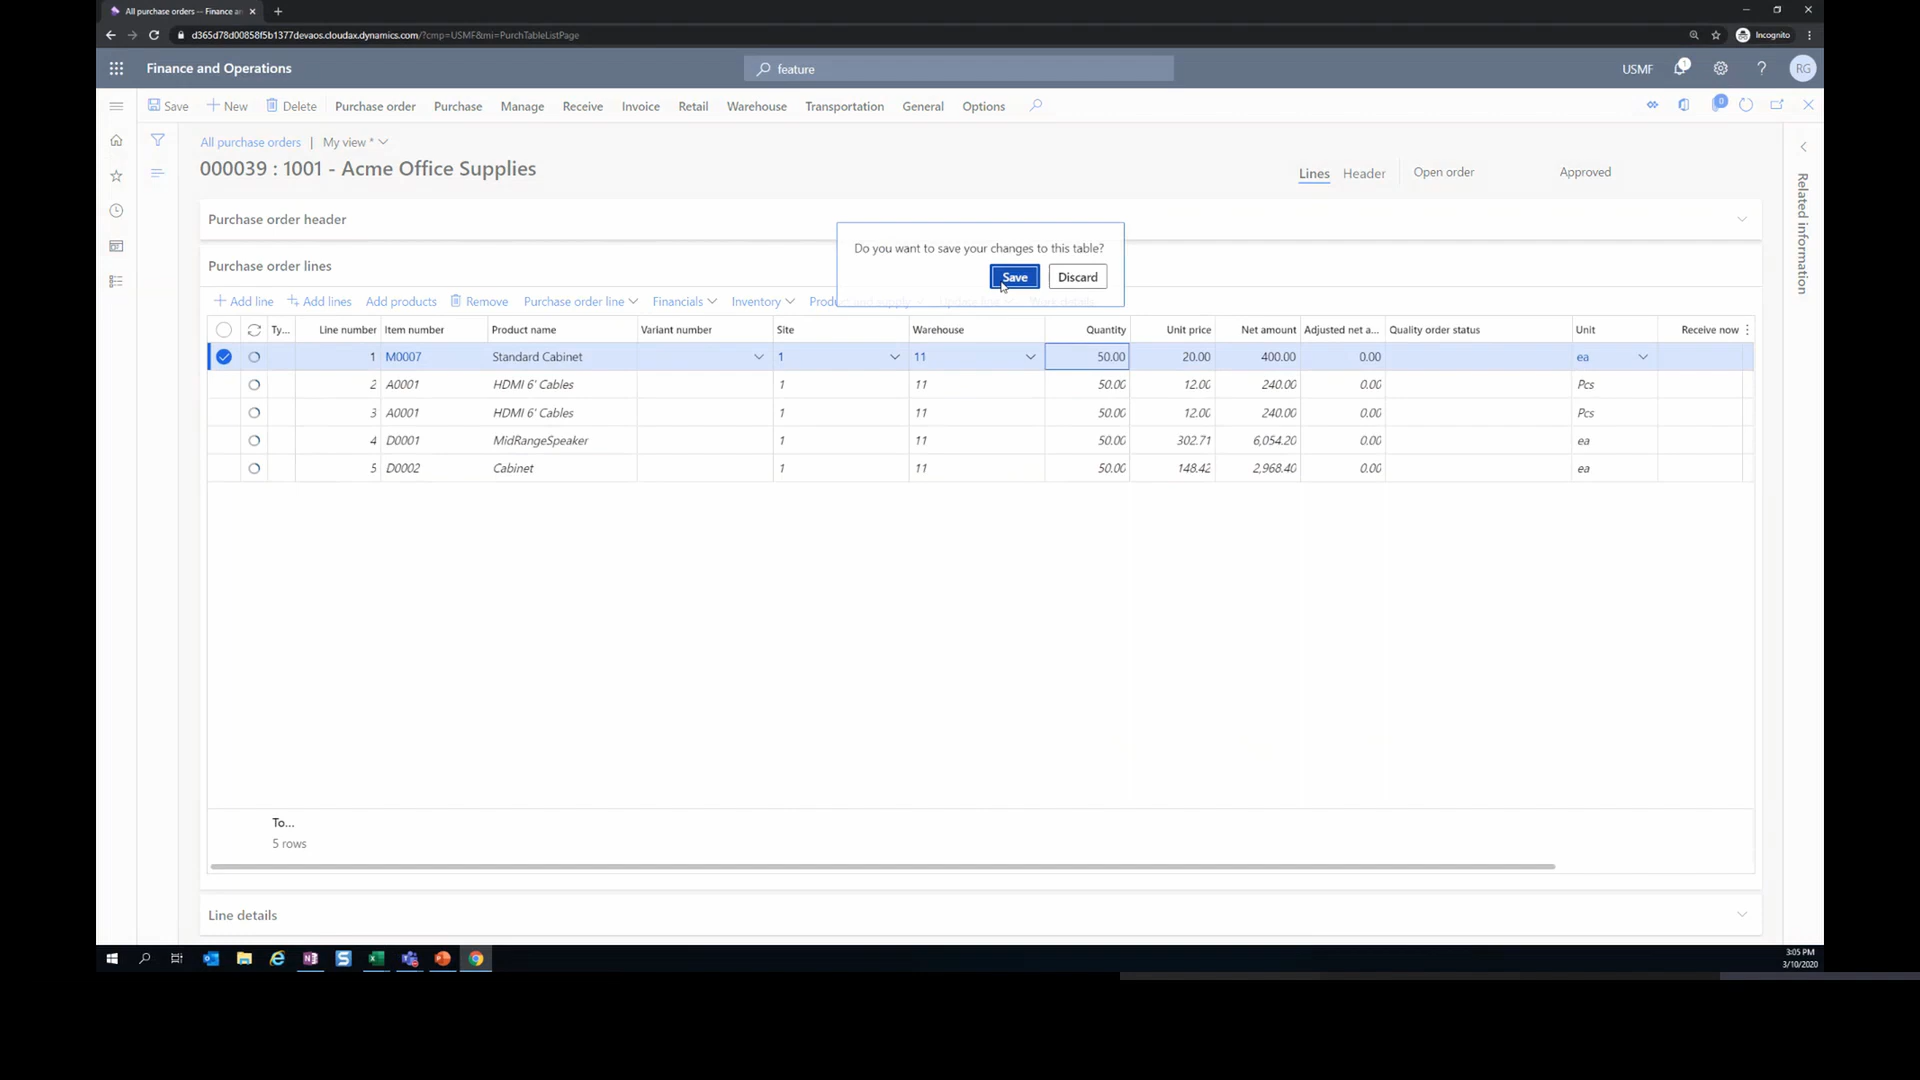 All purchase orders -- Finance an
d365d78d00858f5b1377devaos.cloudax.dynamics.com/?cmp=USMF&mi=PurchTableListPage
Incognito
Finance and Operations
feature
USMF
1
RG
Save New Delete Purchase order Purchase Manage Receive Invoice Retail Warehouse Transportation General Options
0
All purchase orders | My view *
000039 : 1001 - Acme Office Supplies
Lines Header Open order Approved
Related information
Purchase order header
Do you want to save your changes to this table?
Save Discard
Purchase order lines
Add line Add lines Add products Remove Purchase order line Financials Inventory
Ty... Line number Item number Product name Variant number Site Warehouse Quantity Unit price Net amount Adjusted net a... Quality order status Unit Receive now
1 M0007 Standard Cabinet 1 11 50.00 20.00 400.00 0.00 ea
2 A0001 HDMI 6' Cables 1 11 50.00 12.00 240.00 0.00 Pcs
3 A0001 HDMI 6' Cables 1 11 50.00 12.00 240.00 0.00 Pcs
4 D0001 MidRangeSpeaker 1 11 50.00 302.71 6,054.20 0.00 ea
5 D0002 Cabinet 1 11 50.00 148.42 2,968.40 0.00 ea
To...
5 rows
Line details
3:05 PM
3/10/2020